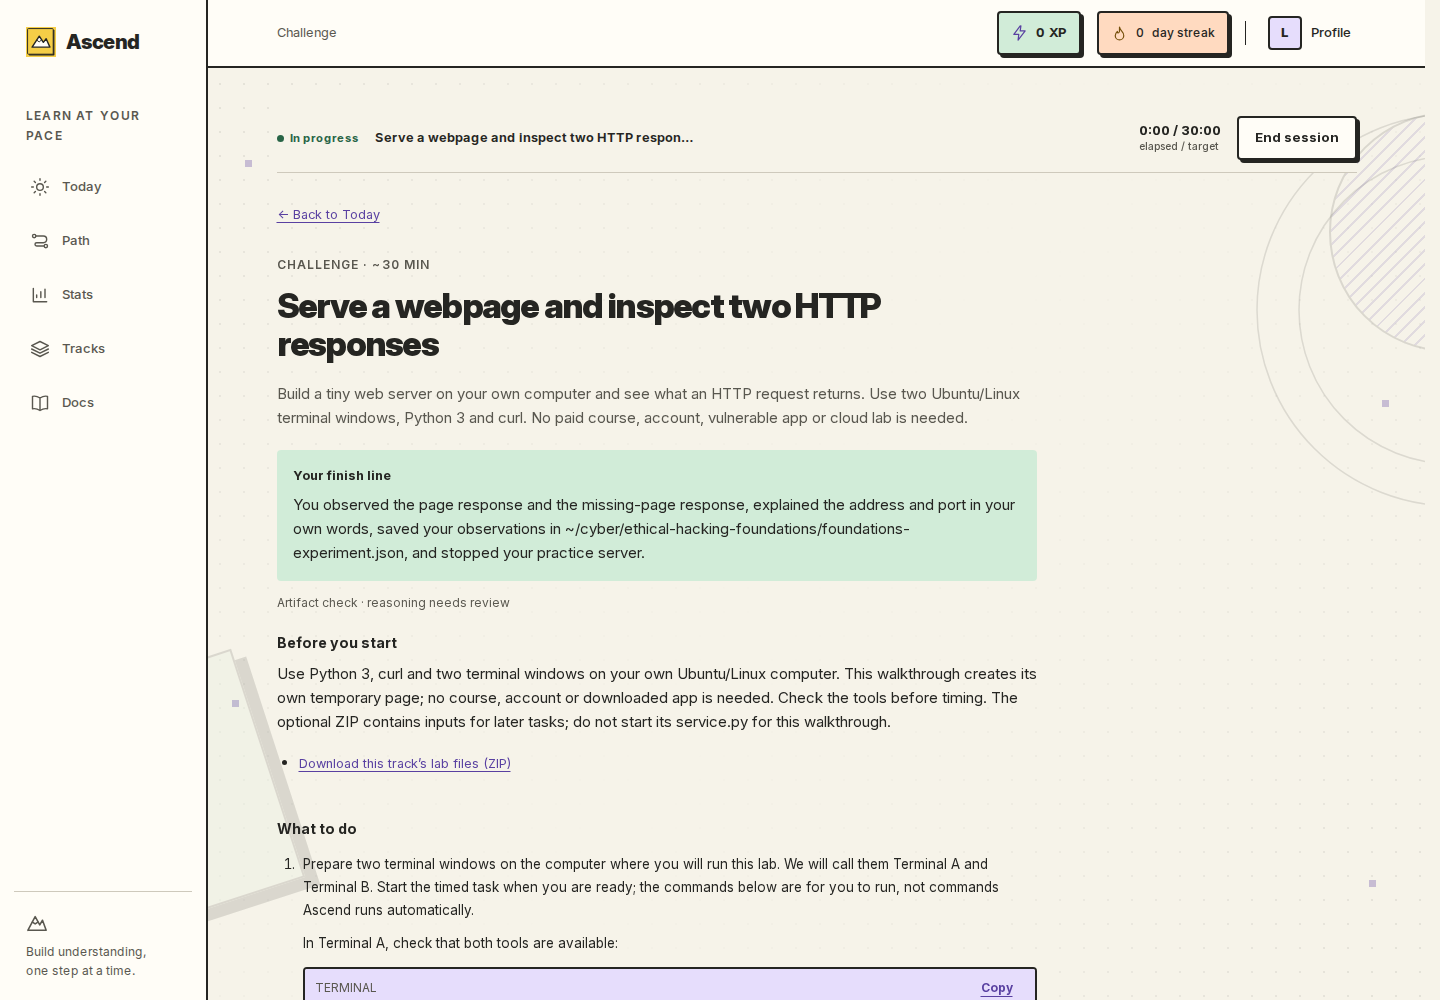 Ascend
Challenge
0 XP
0 day streak
L
Profile
LEARN AT YOUR
PACE
Today
Path
Stats
Tracks
Docs
Build understanding,
one step at a time.
In progress
Serve a webpage and inspect two HTTP respon...
0:00 / 30:00
elapsed / target
End session
← Back to Today
CHALLENGE · ~30 MIN
Serve a webpage and inspect two HTTP
responses
Build a tiny web server on your own computer and see what an HTTP request returns. Use two Ubuntu/Linux
terminal windows, Python 3 and curl. No paid course, account, vulnerable app or cloud lab is needed.
Your finish line
You observed the page response and the missing-page response, explained the address and port in your
own words, saved your observations in ~/cyber/ethical-hacking-foundations/foundations-
experiment.json, and stopped your practice server.
Artifact check · reasoning needs review
Before you start
Use Python 3, curl and two terminal windows on your own Ubuntu/Linux computer. This walkthrough creates its
own temporary page; no course, account or downloaded app is needed. Check the tools before timing. The
optional ZIP contains inputs for later tasks; do not start its service.py for this walkthrough.
• Download this track's lab files (ZIP)
What to do
1. Prepare two terminal windows on the computer where you will run this lab. We will call them Terminal A and
Terminal B. Start the timed task when you are ready; the commands below are for you to run, not commands
Ascend runs automatically.
In Terminal A, check that both tools are available:
TERMINAL
Copy